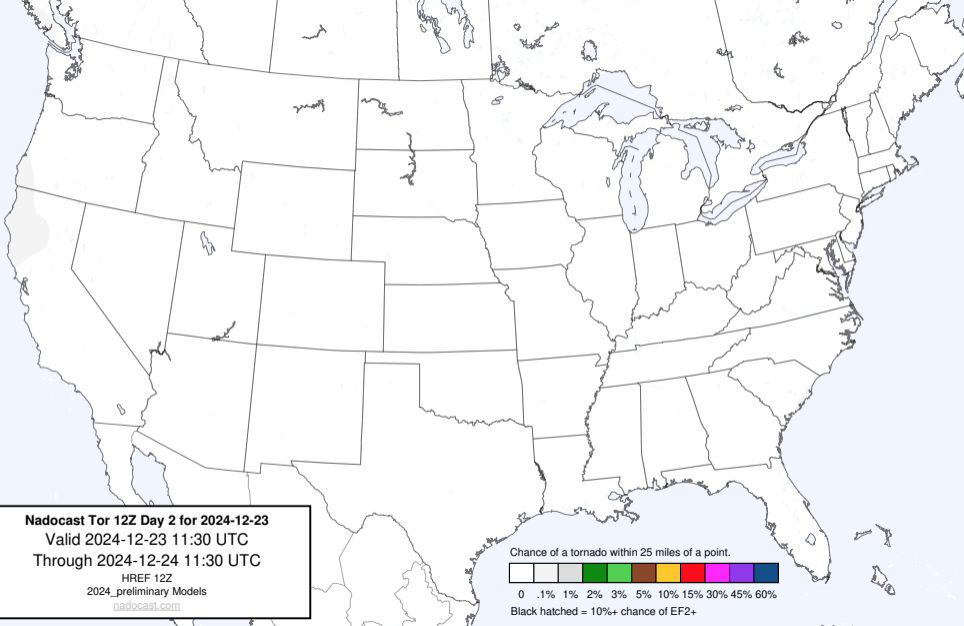 Nadocast Tor 12Z Day 2 for 2024-12-23
Valid 2024-12-23 11:30 UTC
Through 2024-12-24 11:30 UTC
HREF 12Z
2024_preliminary Models
nadocast.com
Chance of a tornado within 25 miles of a point.
0 .1% 1% 2% 3% 5% 10% 15% 30% 45% 60%
Black hatched = 10%+ chance of EF2+